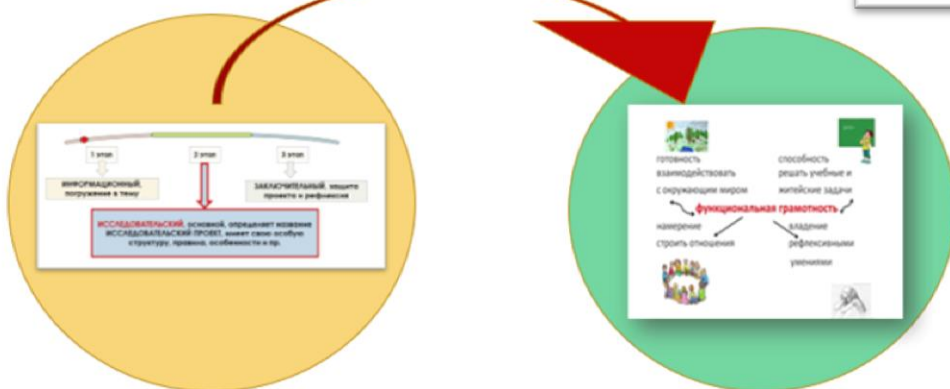 1 этап
2 этап
3 этап
ИНФОРМАЦИОННЫЙ,
погружение в тему
ЗАКЛЮЧИТЕЛЬНЫЙ, защита
проекта и рефлексия
ИССЛЕДОВАТЕЛЬСКИЙ, основной, определяет название
ИССЛЕДОВАТЕЛЬСКИЙ ПРОЕКТ, имеет свою особую
структуру, правила, особенности и пр.
готовность
взаимодействовать
с окружающим миром
способность
решать учебные и
житейские задачи
функциональная грамотность
намерение
строить отношения
владение
рефлексивными
умениями